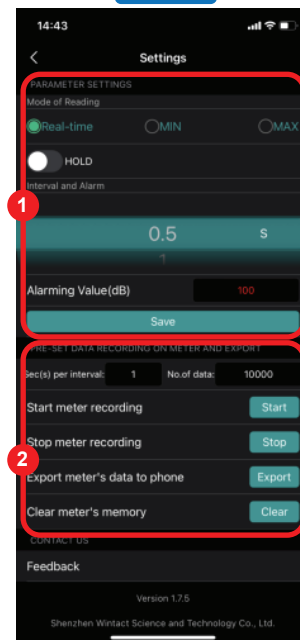 14:43
Settings
PARAMETER SETTINGS
Mode of Reading
Real-time MIN MAX
HOLD
Interval and Alarm
1
0.5 S
1
Alarming Value(dB) 100
Save
PRE-SET DATA RECORDING ON METER AND EXPORT
Sec(s) per interval: 1 No.of data: 10000
Start meter recording Start
Stop meter recording Stop
2
Export meter's data to phone Export
Clear meter's memory Clear
CONTACT US
Feedback
Version 1.7.5
Shenzhen Wintact Science and Technology Co., Ltd.